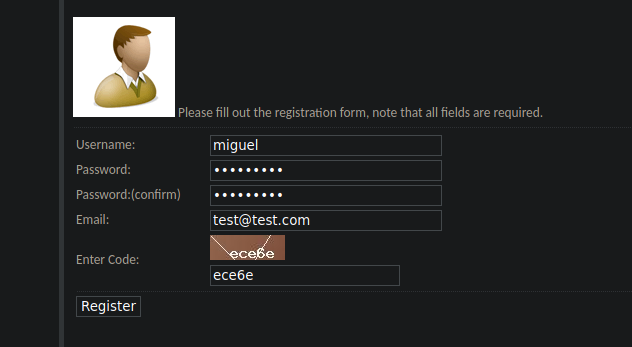 Please fill out the registration form, note that all fields are required.
Username: miguel
Password: •••••••••
Password:(confirm) •••••••••
Email: test@test.com
ece6e
Enter Code:
ece6e
Register